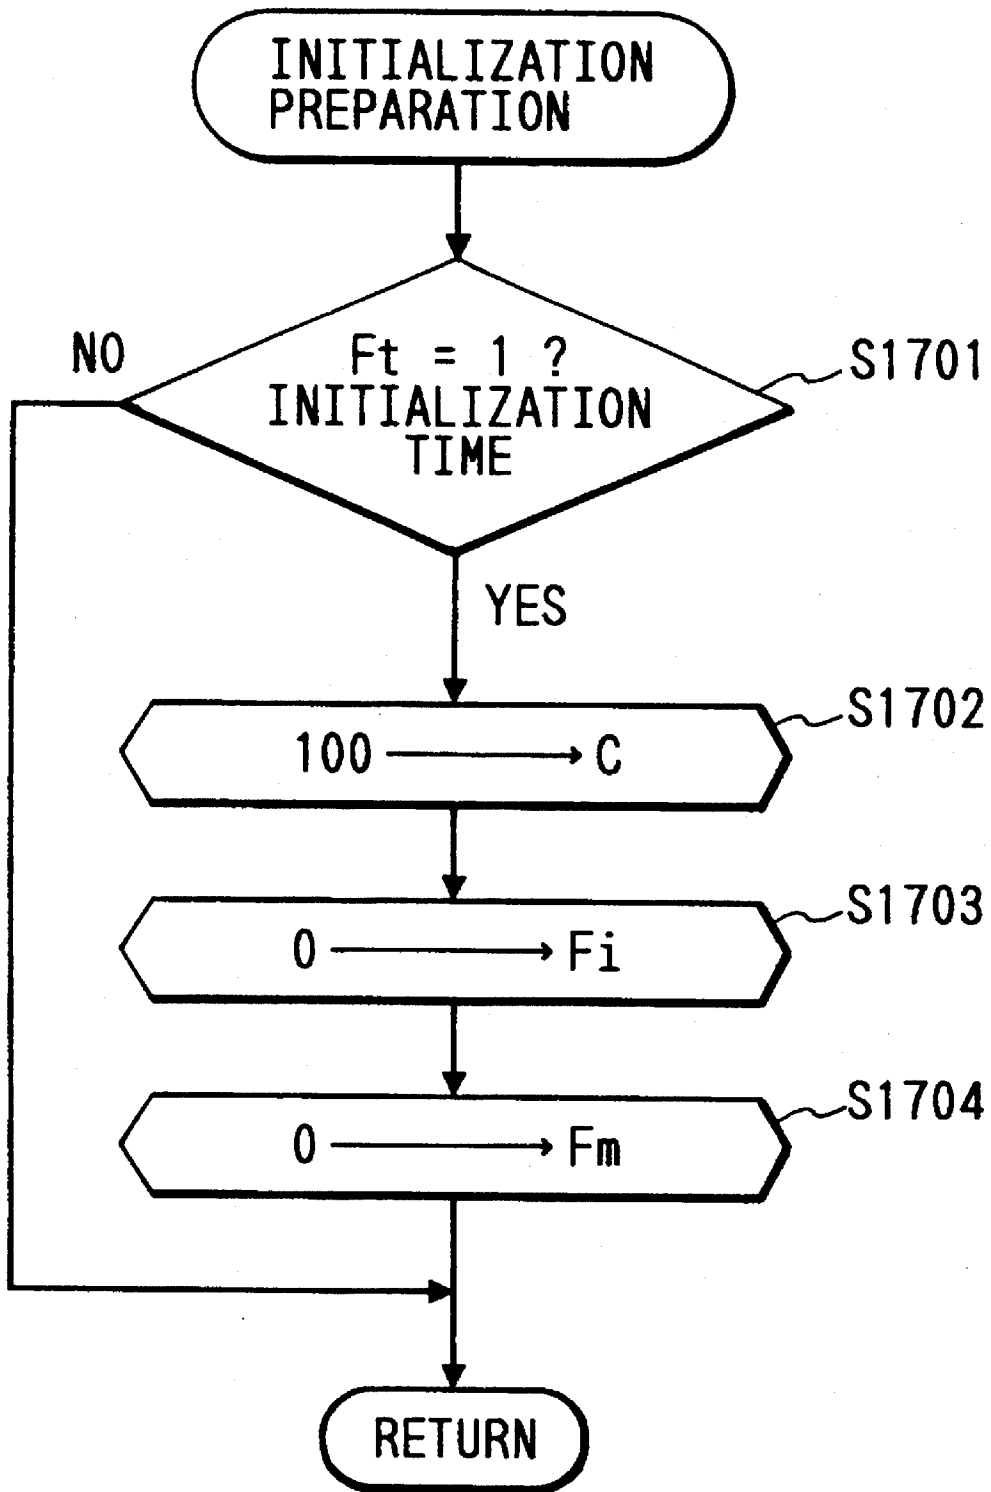 INITIALIZATION
PREPARATION
NO
Ft = 1 ?
INITIALIZATION
TIME
S1701
YES
S1702
100 → C
S1703
0 → Fi
S1704
0 → Fm
RETURN